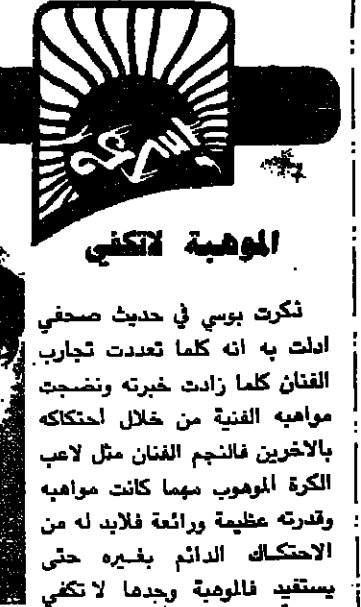 الموهبة لاتكفي
ذكرت بوسي في حديث صحفي
ادلت به انه كلما تعددت تجارب
الفنان كلما زادت خبرته ونضجت
مواهبه الفنية من خلال أحتكاكه
بالاخرين فالنجم الفنان مثل لاعب
الكرة الموهوب مهما كانت مواهبه
وقدرته عظيمة ورائعة فلابد له من
الاحتكاك الدائم بغيره حتى
يستفيد فالموهبة وحدها لا تكفي